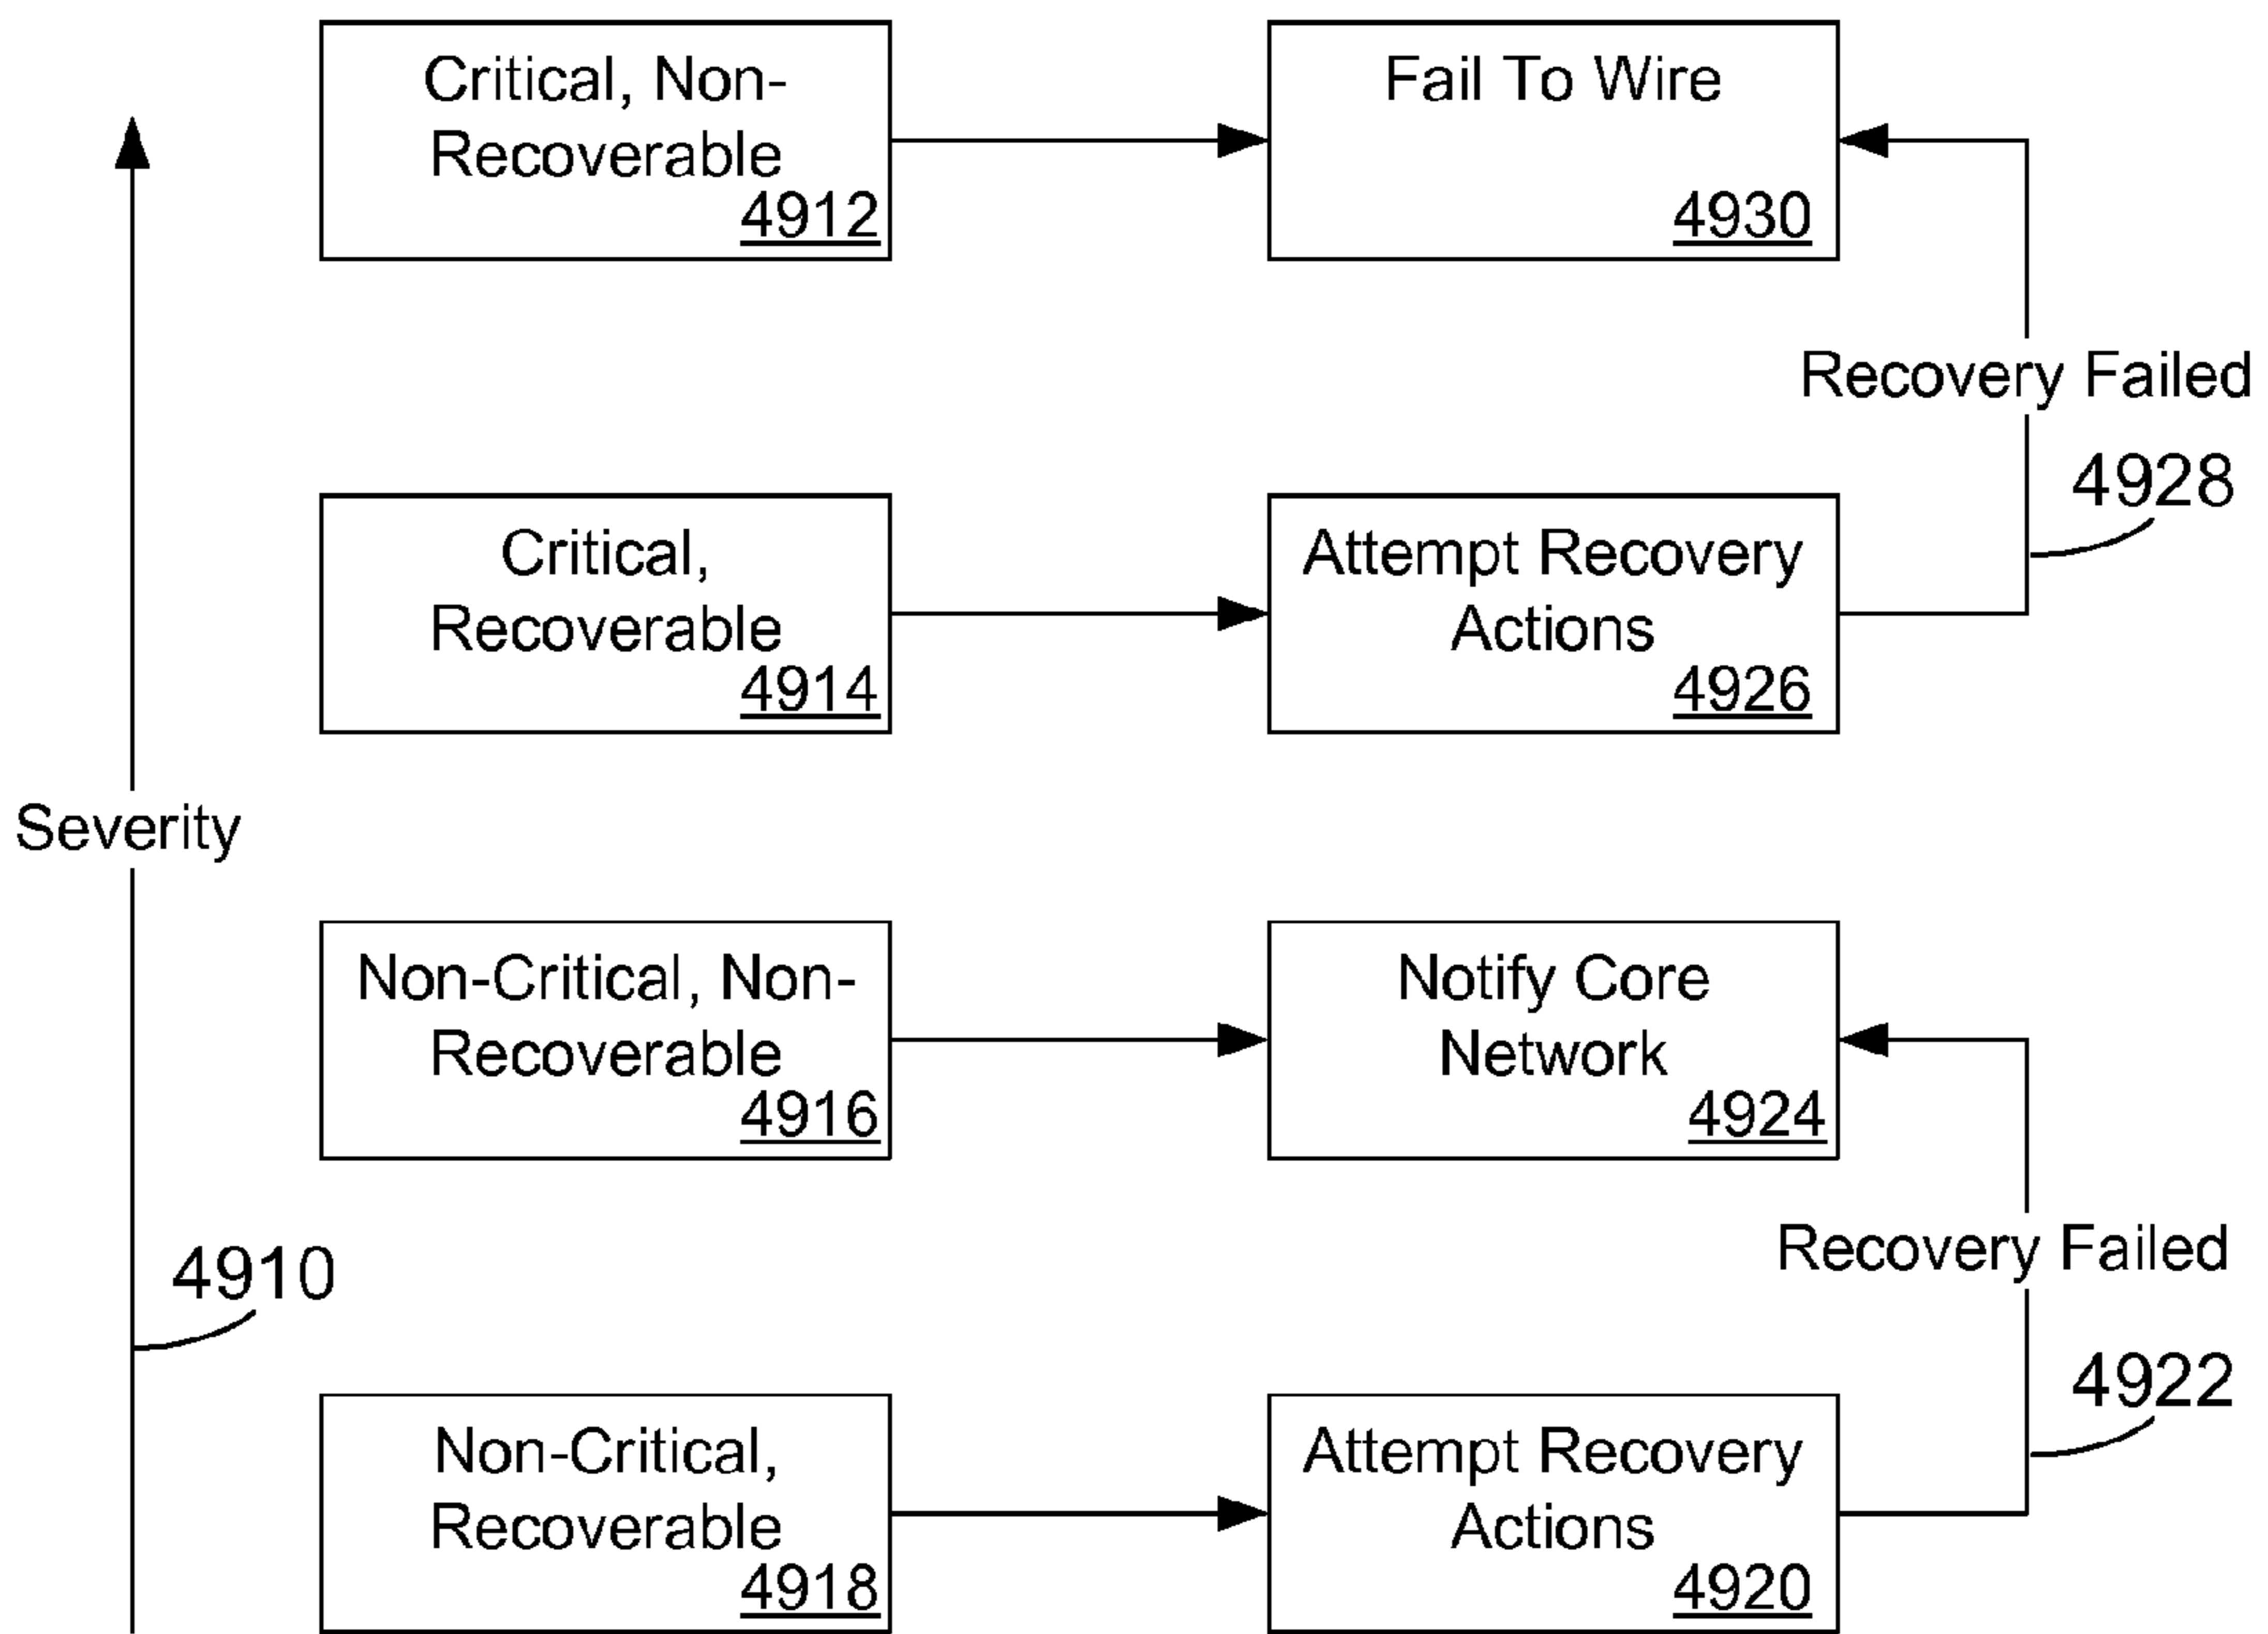 Critical, Non-
Recoverable
4912
Fail To Wire
4930
Recovery Failed
4928
Critical,
Recoverable
4914
Attempt Recovery
Actions
4926
Severity
Non-Critical, Non-
Recoverable
4916
Notify Core
Network
4924
Recovery Failed
4922
4910
Non-Critical,
Recoverable
4918
Attempt Recovery
Actions
4920